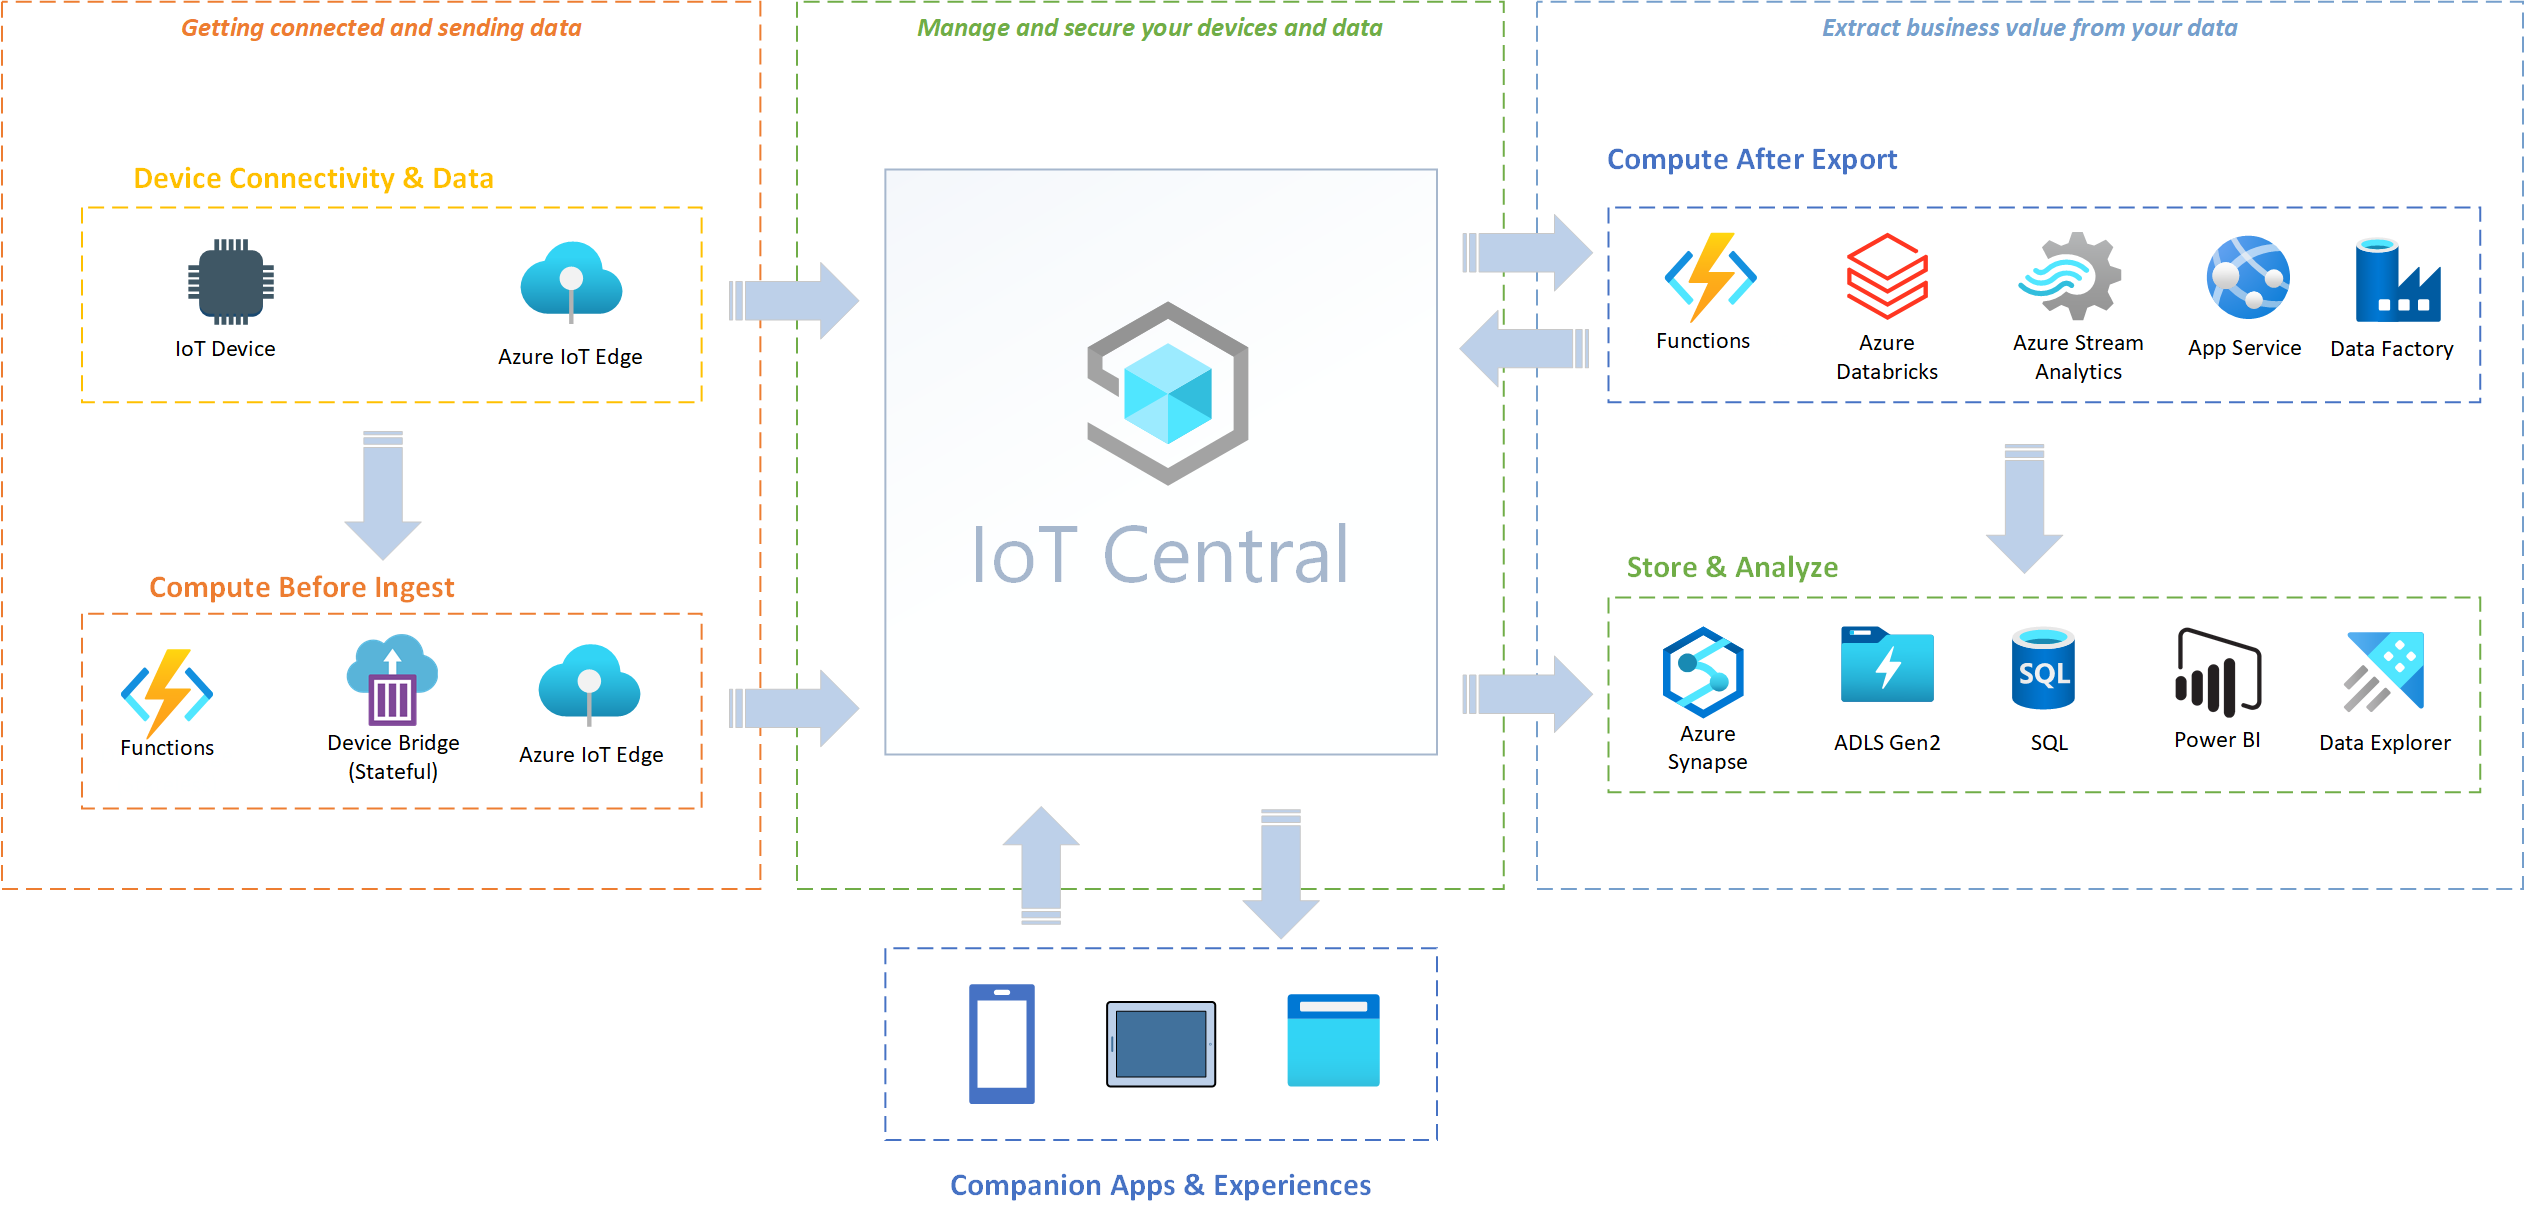 Getting connected and sending data
Manage and secure your devices and data
Extract business value from your data
Device Connectivity & Data
IoT Device
Azure IoT Edge
Compute Before Ingest
Functions
Device Bridge
(Stateful)
Azure IoT Edge
IoT Central
Compute After Export
Functions
Azure
Databricks
Azure Stream
Analytics
App Service
Data Factory
Store & Analyze
Azure
Synapse
ADLS Gen2
SQL
SQL
Power BI
Data Explorer
Companion Apps & Experiences